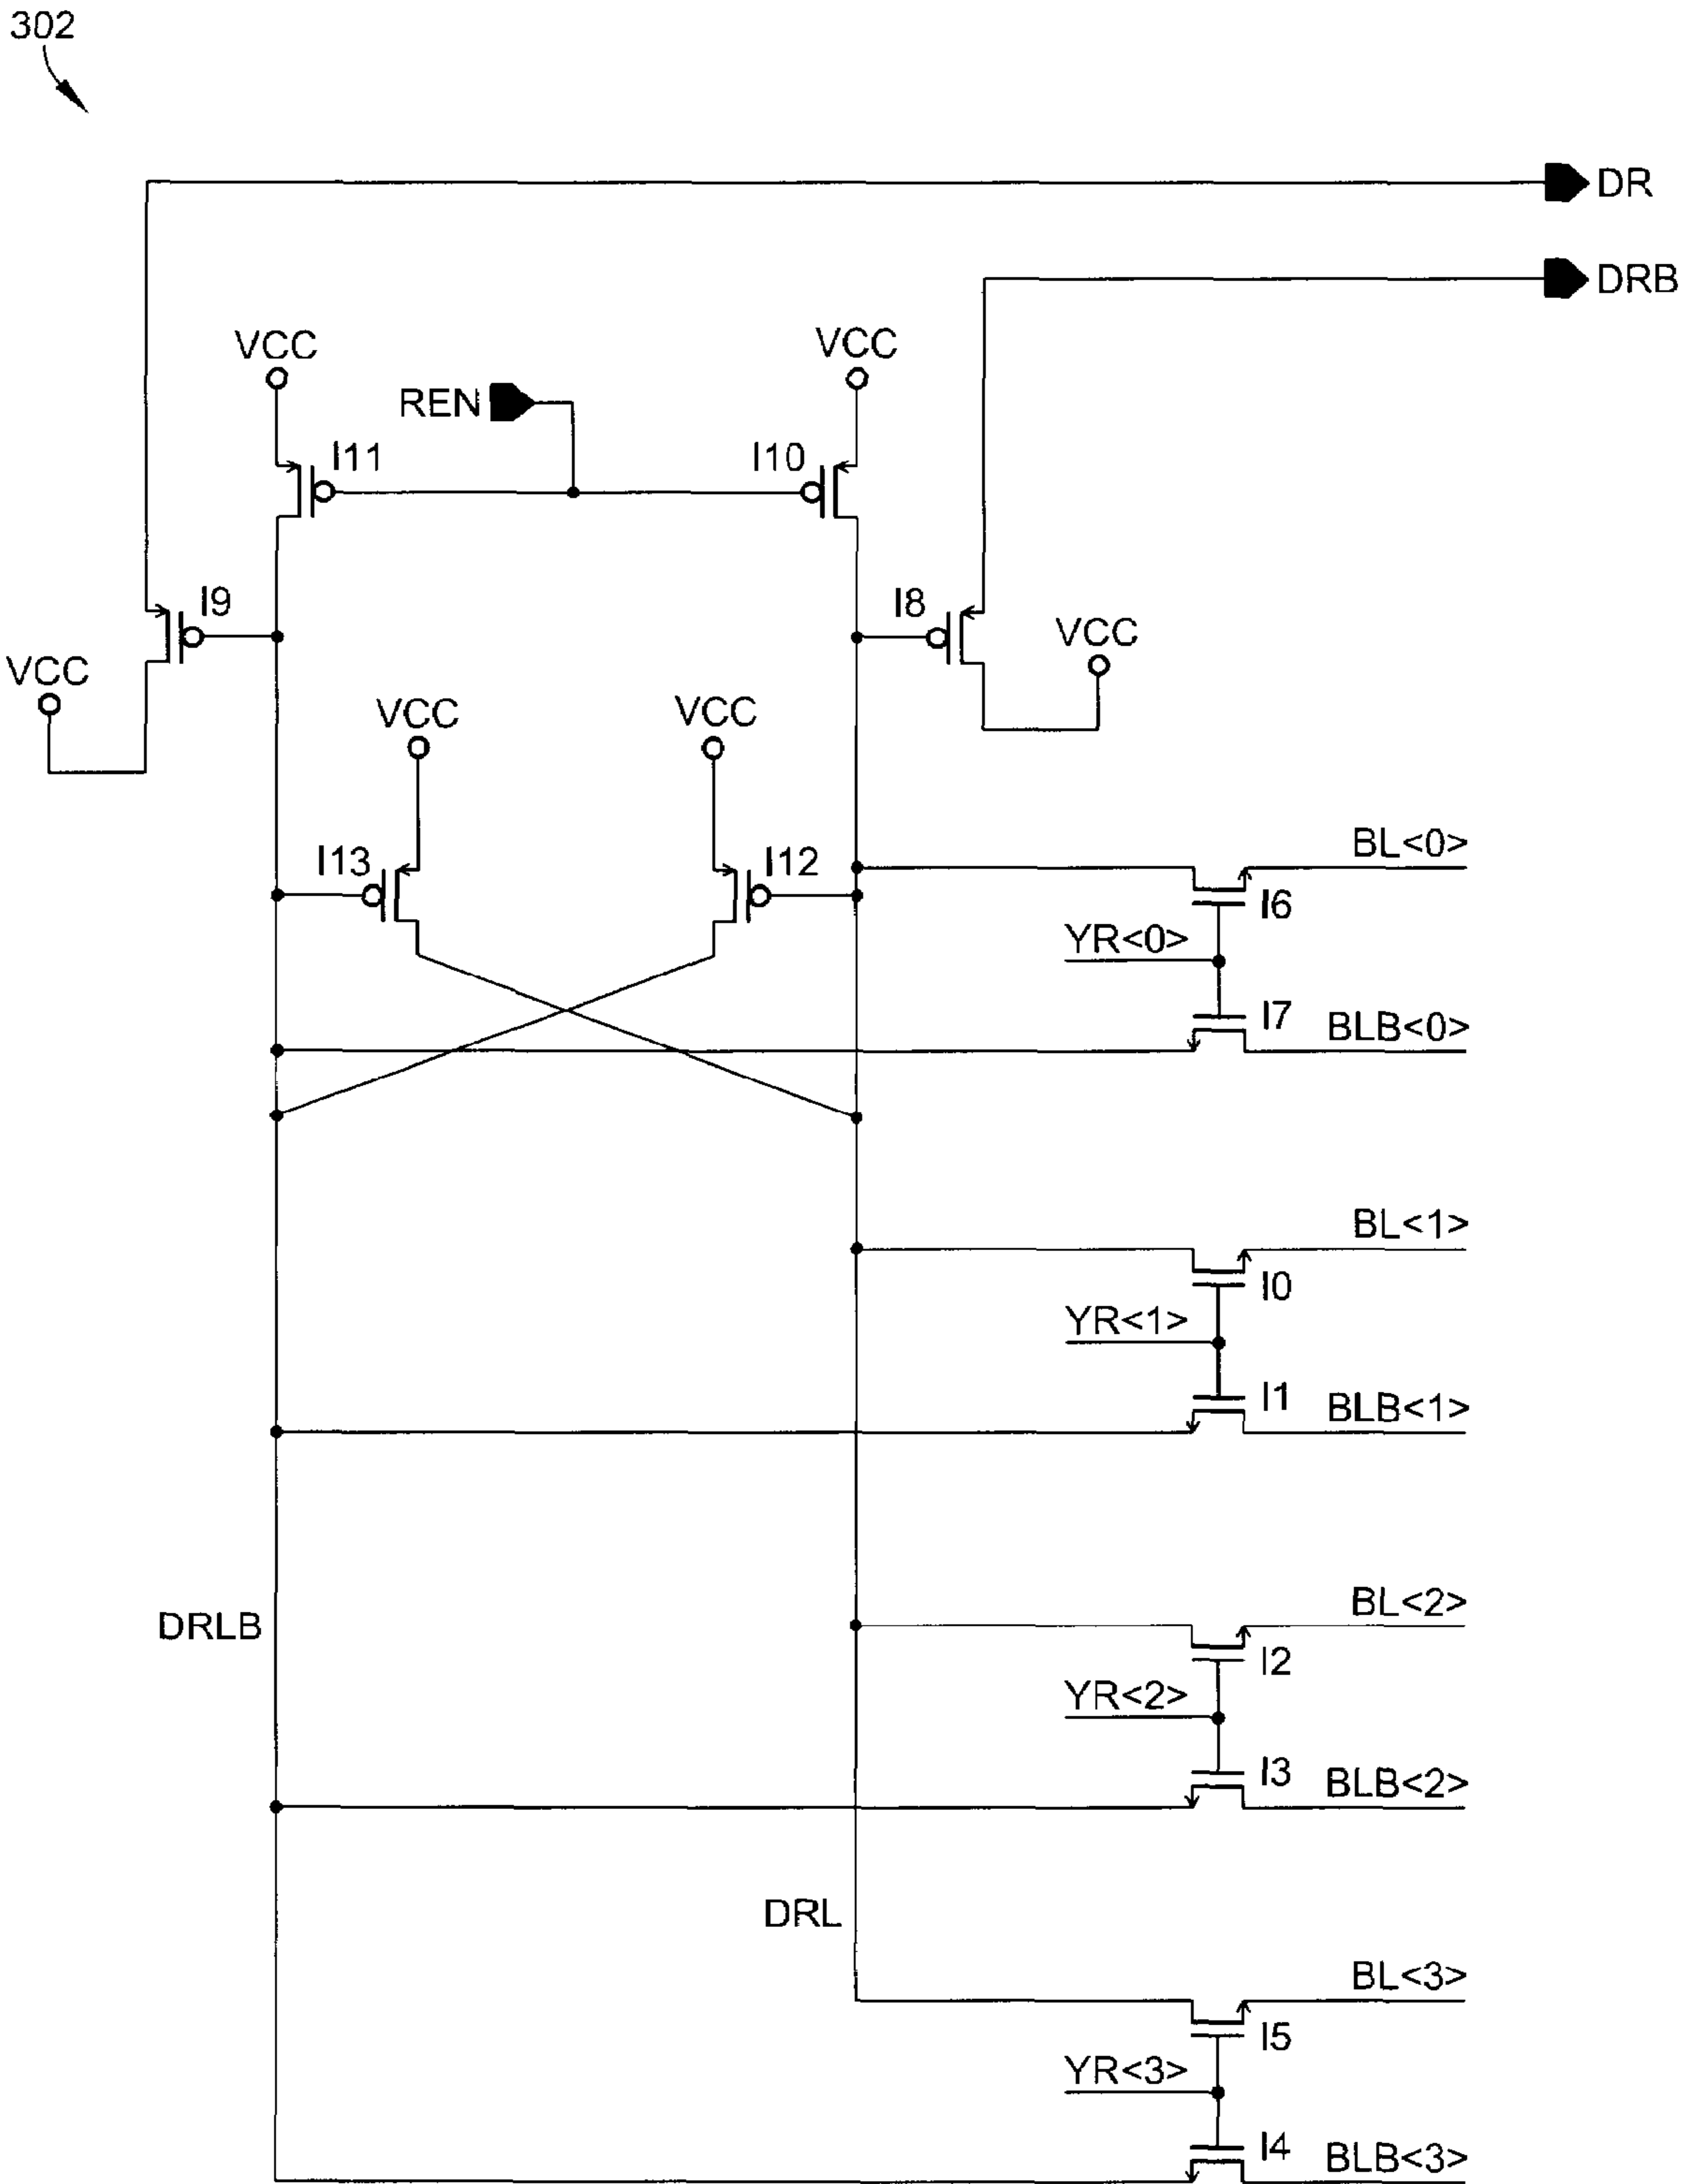 302
DR
DRB
VCC
VCC
REN
I11
I10
I9
I8
VCC
VCC
VCC
VCC
I13
I12
BL<0>
I6
YR<0>
I7
BLB<0>
BL<1>
I0
YR<1>
I1
BLB<1>
BL<2>
DRLB
I2
YR<2>
I3
BLB<2>
DRL
BL<3>
I5
YR<3>
I4
BLB<3>